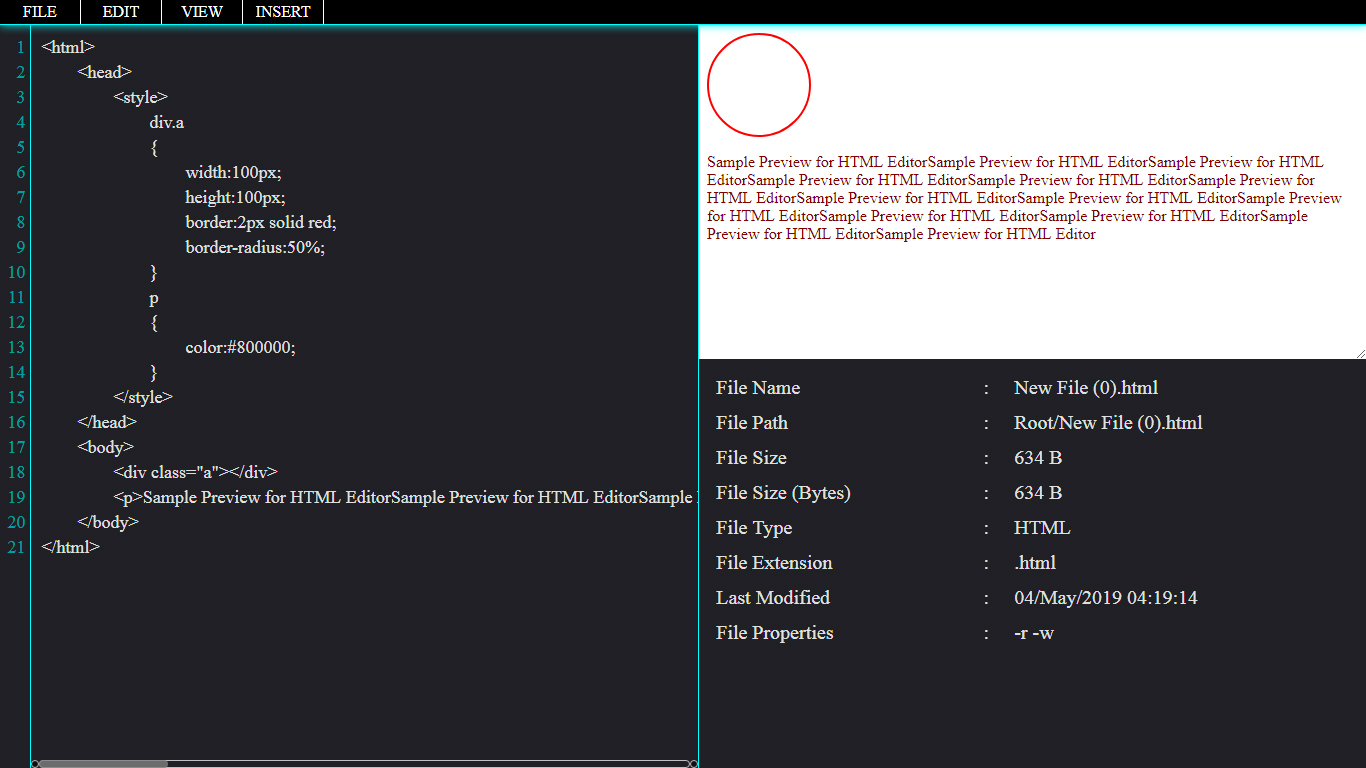 FILE EDIT VIEW INSERT
1 <html>
2 <head>
3 <style>
4 div.a
5 {
6 width:100px;
7 height:100px;
8 border:2px solid red;
9 border-radius:50%;
10 }
11 p
12 {
13 color:#800000;
14 }
15 </style>
16 </head>
17 <body>
18 <div class="a"></div>
19 <p>Sample Preview for HTML EditorSample Preview for HTML EditorSample
20 </body>
21 </html>
Sample Preview for HTML EditorSample Preview for HTML EditorSample Preview for HTML
EditorSample Preview for HTML EditorSample Preview for HTML EditorSample Preview for
HTML EditorSample Preview for HTML EditorSample Preview for HTML EditorSample Preview
for HTML EditorSample Preview for HTML EditorSample Preview for HTML EditorSample
Preview for HTML EditorSample Preview for HTML Editor
File Name : New File (0).html
File Path : Root/New File (0).html
File Size : 634 B
File Size (Bytes) : 634 B
File Type : HTML
File Extension : .html
Last Modified : 04/May/2019 04:19:14
File Properties : -r -w